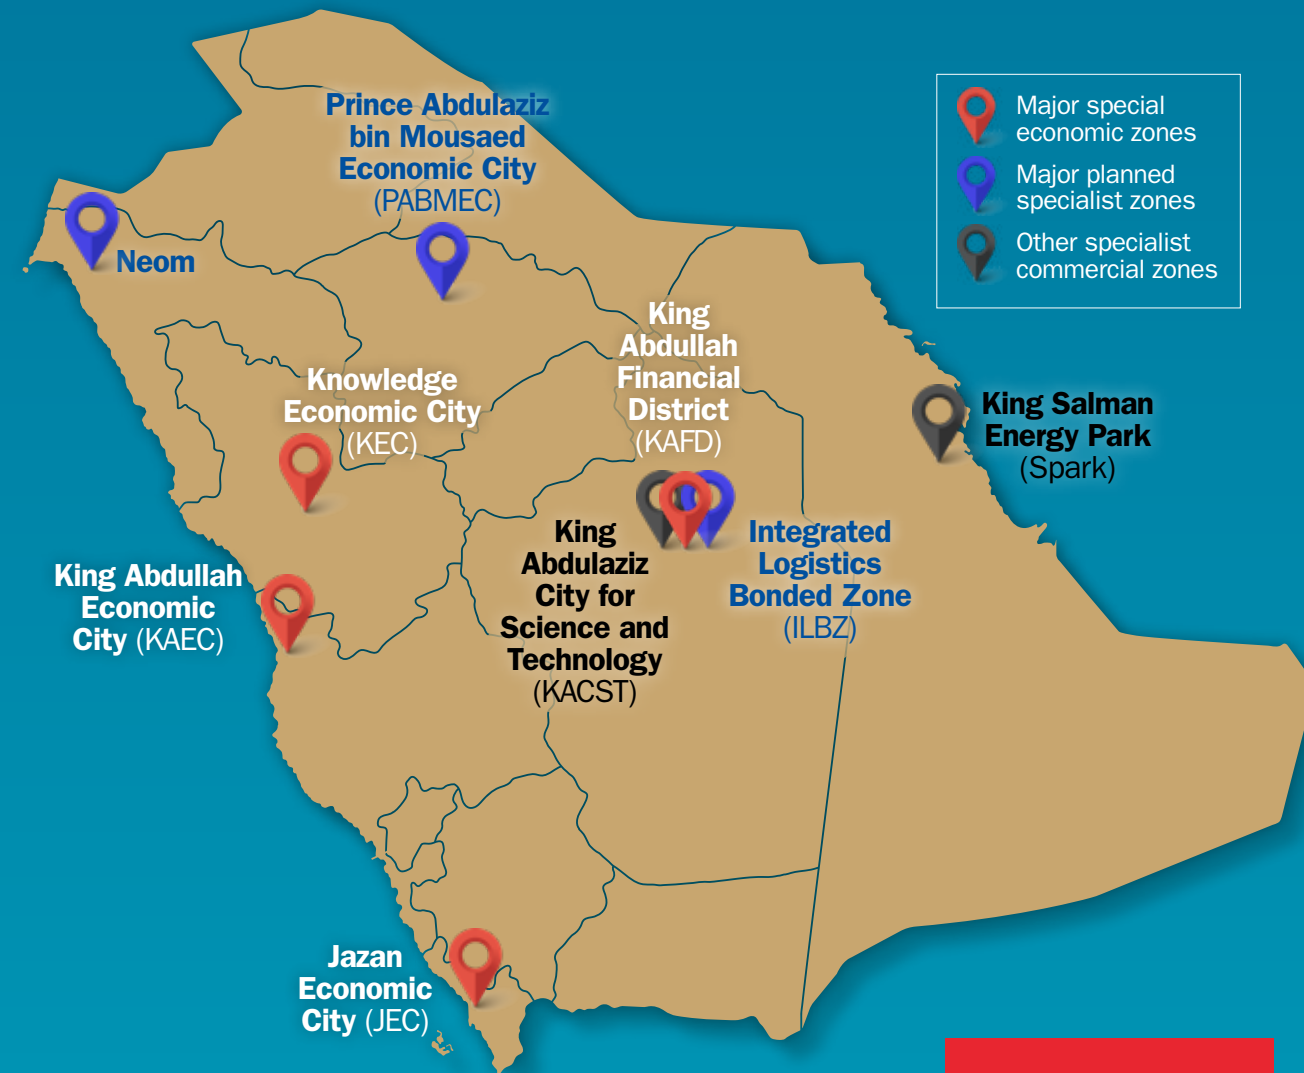 Prince Abdulaziz
bin Mousaed
Economic City
(PABMEC)
Major special
economic zones
Major planned
specialist zones
Other specialist
commercial zones
Neom
King
Abdullah
Financial
District
(KAFD)
Knowledge
Economic City
(KEC)
King Salman
Energy Park
(Spark)
King Abdullah
Economic
City (KAEC)
King
Abdulaziz
City for
Science and
Technology
(KACST)
Integrated
Logistics
Bonded Zone
(ILBZ)
Jazan
Economic
City (JEC)